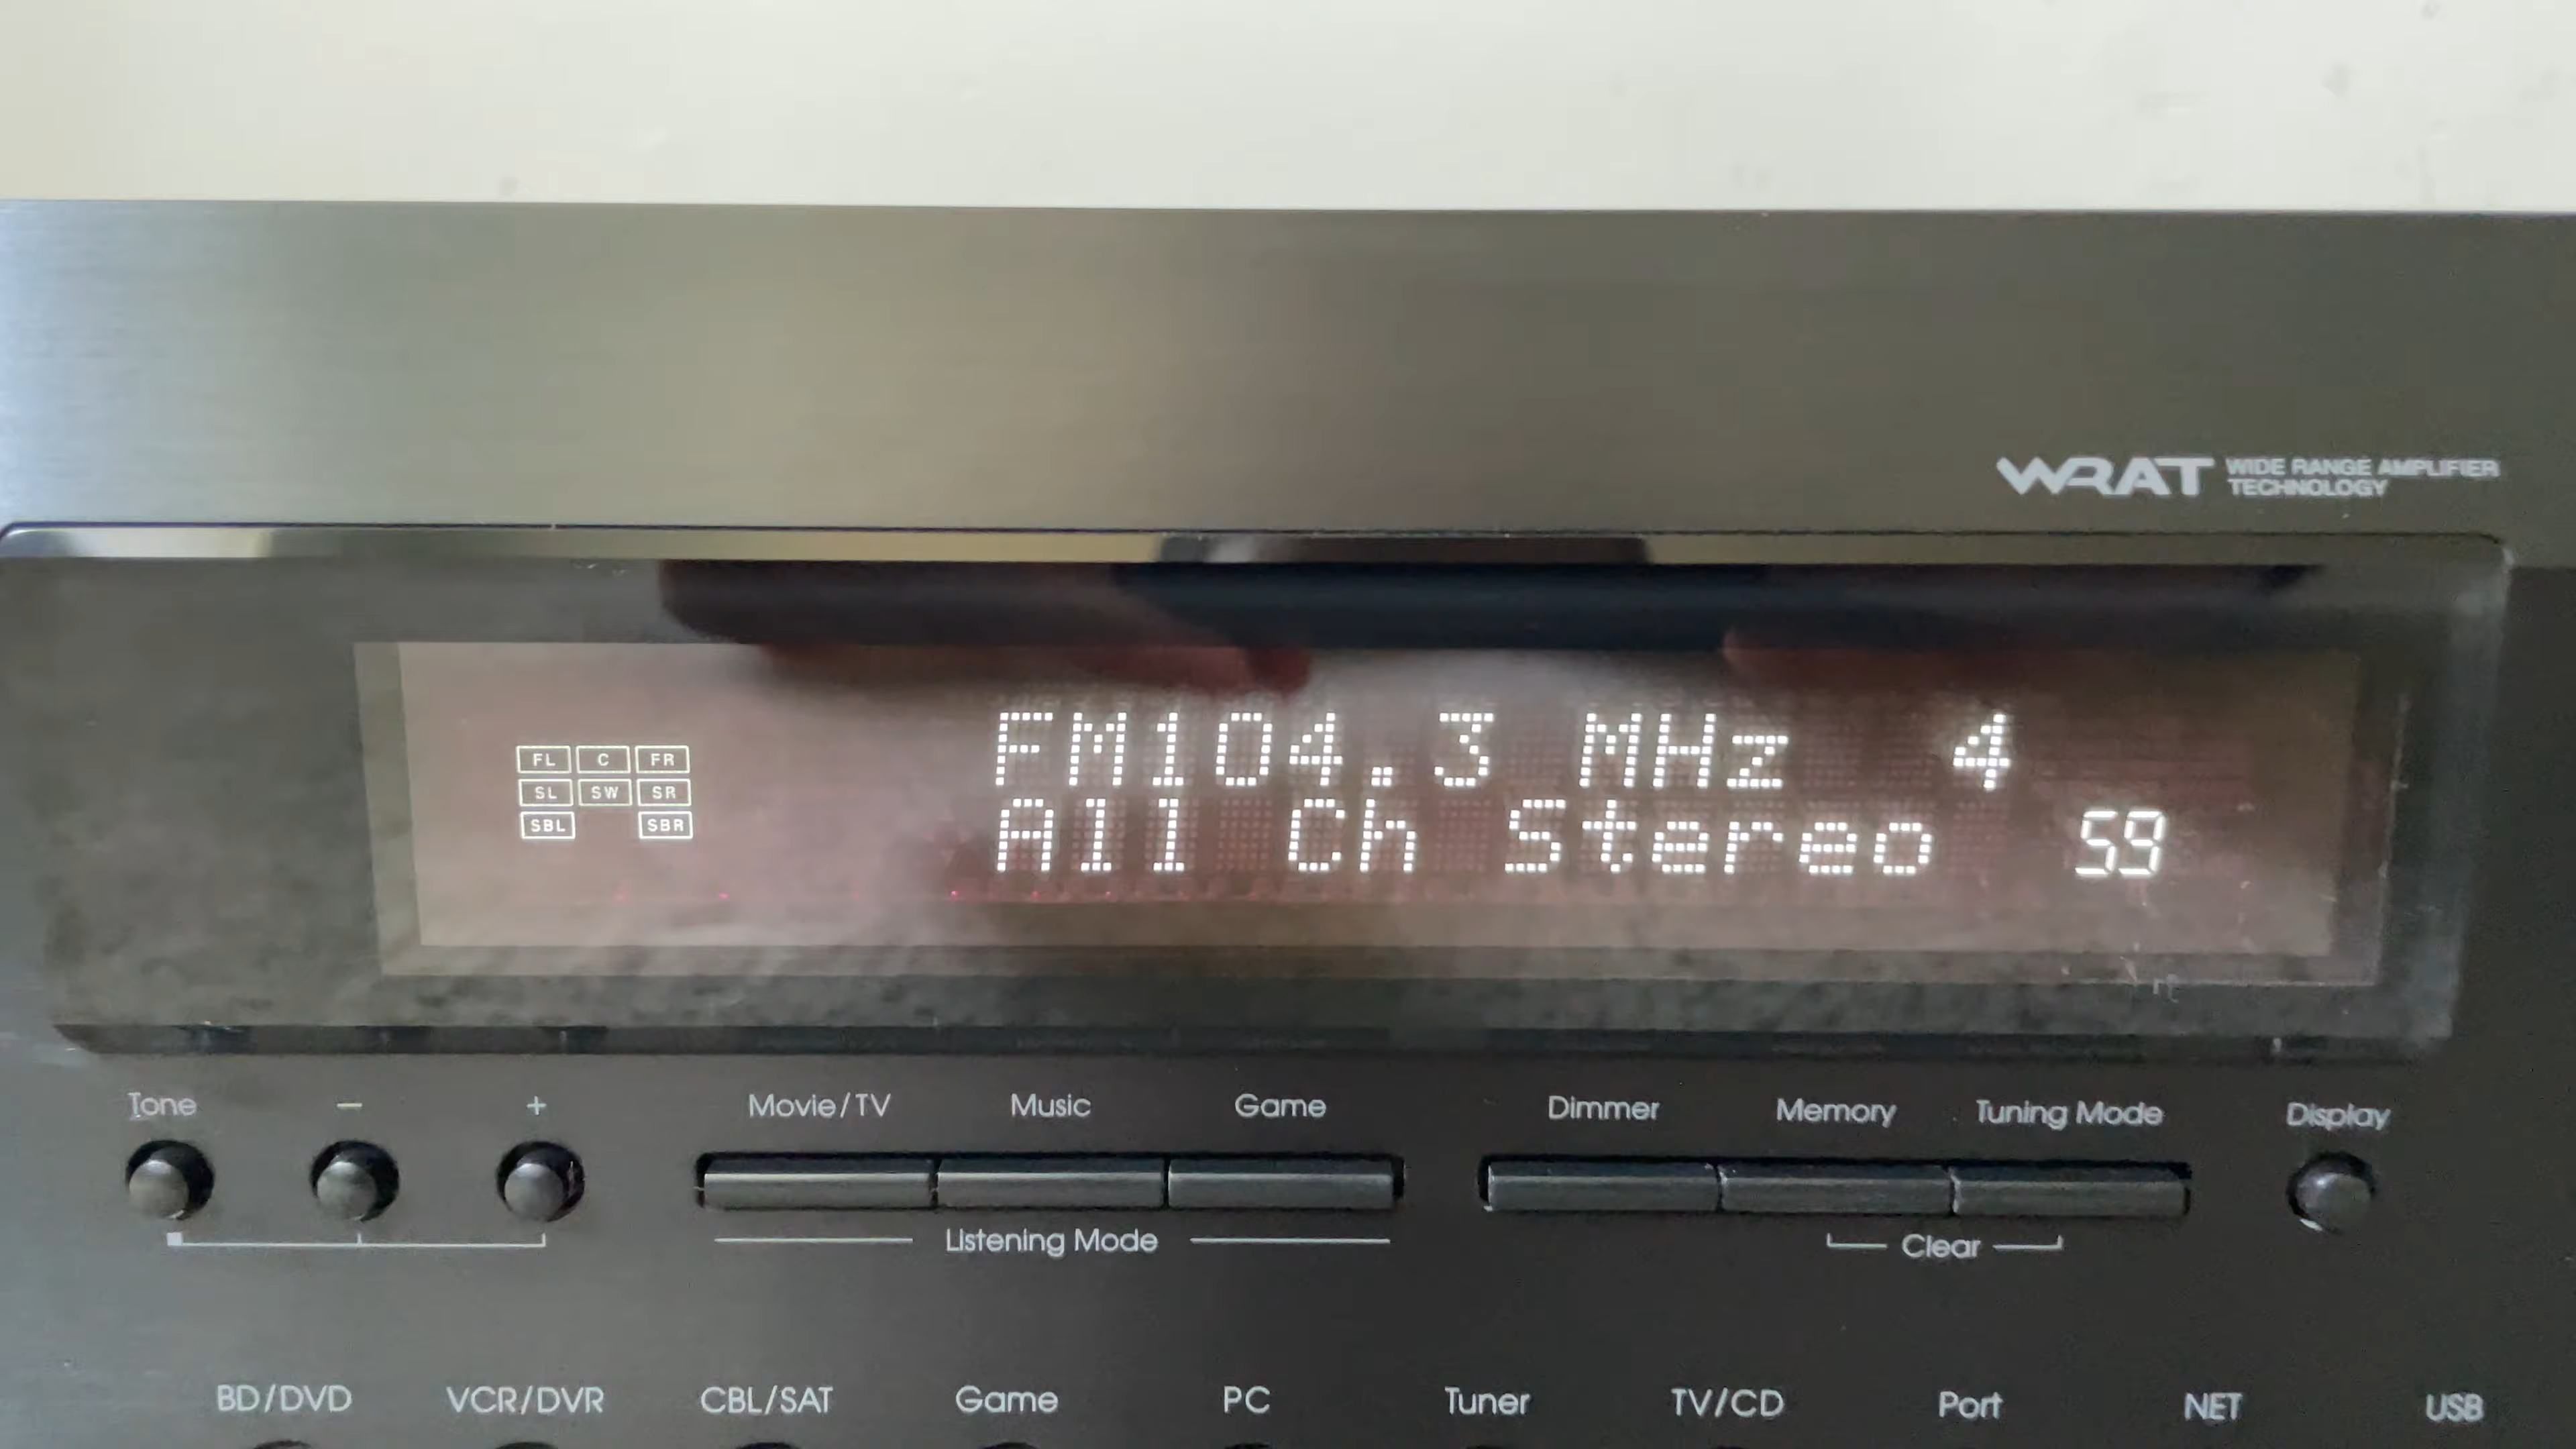 WRAT WIDE RANGE AMPLIFIER
TECHNOLOGY
FL C FR
SL SW SR
SBL SBR
FM104.3 MHz 4
All Ch Stereo 59
Tone − + Movie/TV Music Game Dimmer Memory Tuning Mode Display
Listening Mode Clear
BD/DVD VCR/DVR CBL/SAT Game PC Tuner TV/CD Port NET USB